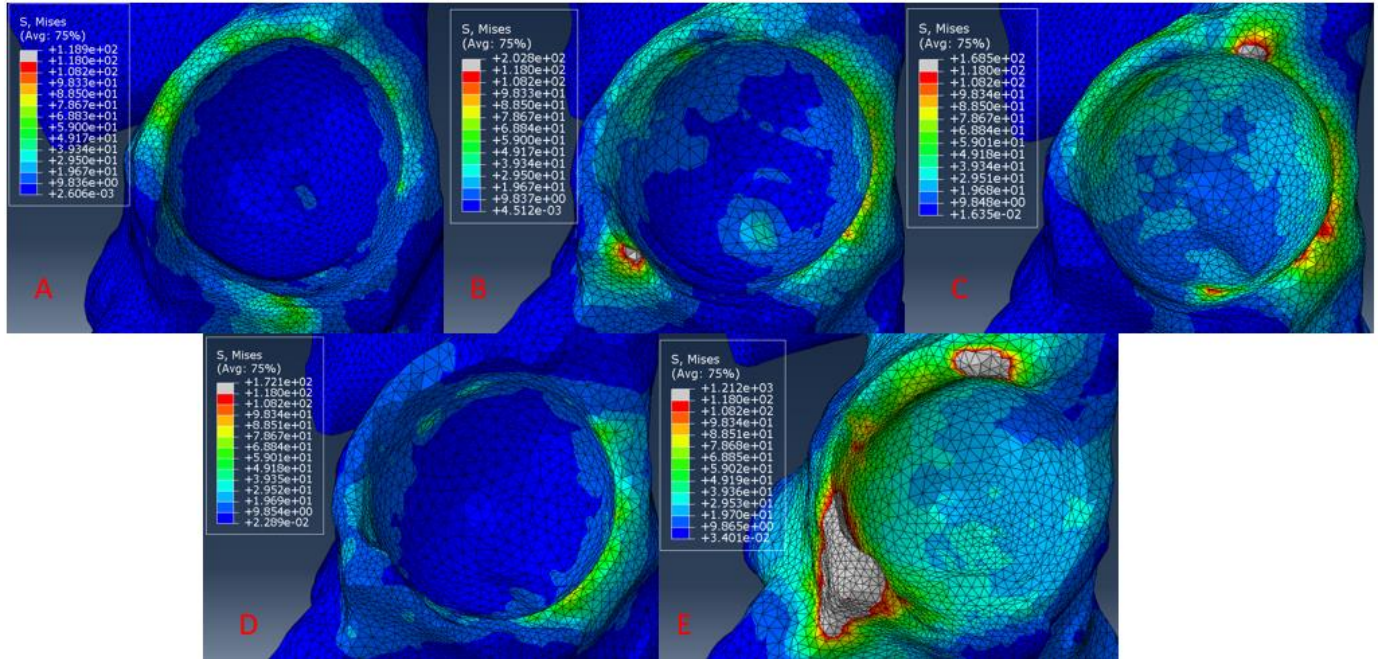 S, Mises
(Avg: 75%)
+1.189e+02
+1.180e+02
+1.082e+02
+9.833e+01
+8.850e+01
+7.867e+01
+6.883e+01
+5.900e+01
+4.917e+01
+3.934e+01
+2.950e+01
+1.967e+01
+9.836e+00
+2.606e-03
A
S, Mises
(Avg: 75%)
+2.028e+02
+1.180e+02
+1.082e+02
+9.833e+01
+8.850e+01
+7.867e+01
+6.884e+01
+5.900e+01
+4.917e+01
+3.934e+01
+2.950e+01
+1.967e+01
+9.837e+00
+4.512e-03
B
S, Mises
(Avg: 75%)
+1.685e+02
+1.180e+02
+1.082e+02
+9.834e+01
+8.850e+01
+7.867e+01
+6.884e+01
+5.901e+01
+4.918e+01
+3.934e+01
+2.951e+01
+1.968e+01
+9.848e+00
+1.635e-02
C
S, Mises
(Avg: 75%)
+1.721e+02
+1.180e+02
+1.082e+02
+9.834e+01
+8.851e+01
+7.867e+01
+6.884e+01
+5.901e+01
+4.918e+01
+3.935e+01
+2.952e+01
+1.969e+01
+9.854e+00
+2.289e-02
D
S, Mises
(Avg: 75%)
+1.212e+03
+1.180e+02
+1.082e+02
+9.834e+01
+8.851e+01
+7.868e+01
+6.885e+01
+5.902e+01
+4.919e+01
+3.936e+01
+2.953e+01
+1.970e+01
+9.865e+00
+3.401e-02
E